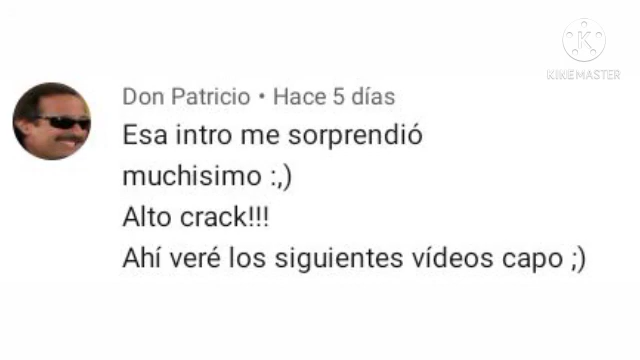 KINEMASTER
Don Patricio • Hace 5 días
Esa intro me sorprendió
muchisimo :,)
Alto crack!!!
Ahí veré los siguientes vídeos capo ;)